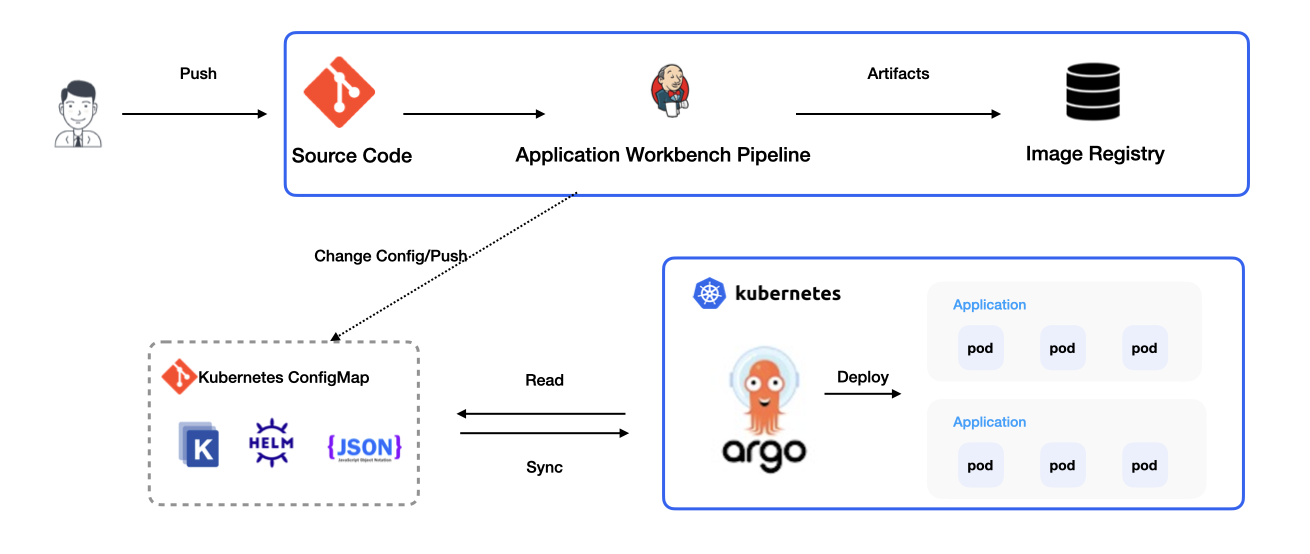 Push
Artifacts
Source Code
Application Workbench Pipeline
Image Registry
Change Config/Push
kubernetes
Application
pod pod pod
Kubernetes ConfigMap
K
HELM
{JSON}
JavaScript Object Notation
Read
Sync
argo
Deploy
Application
pod pod pod